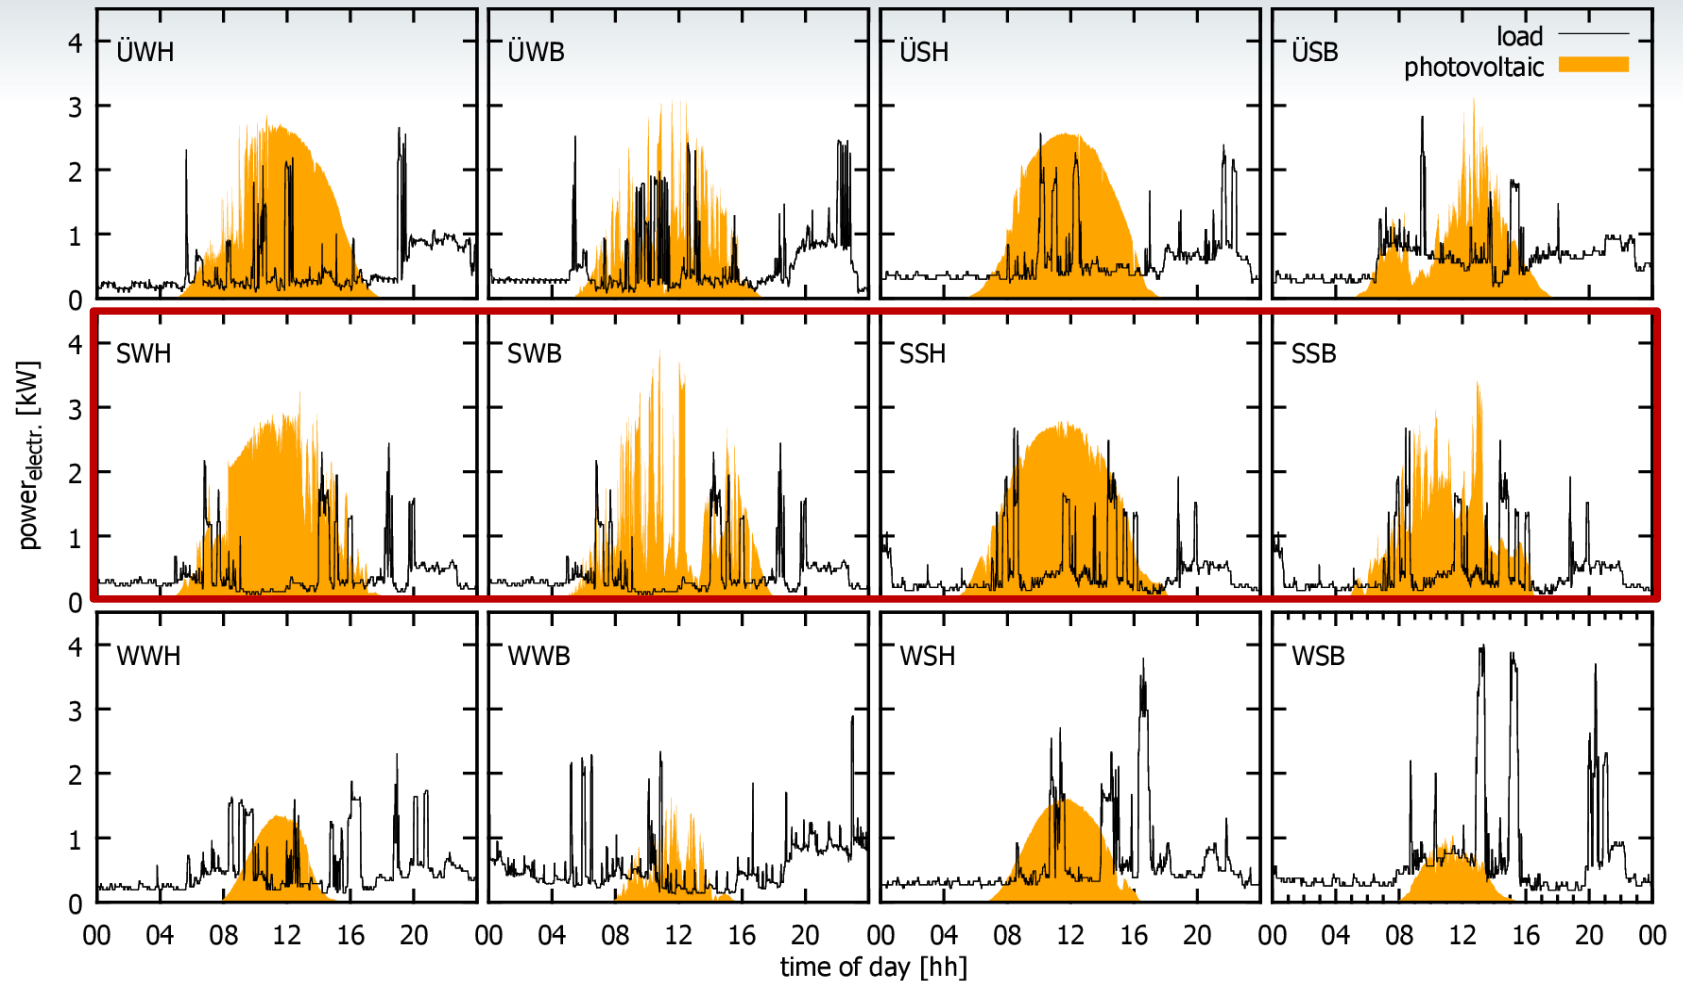 4 ÜWH ÜWB ÜSH ÜSB load
photovoltaic
3
2
1
0
4 SWH SWB SSH SSB
3
2
1
0
power electr. [kW]
4 WWH WWB WSH WSB
3
2
1
0
00 04 08 12 16 20 00 04 08 12 16 20 00 04 08 12 16 20 00 04 08 12 16 20 00
time of day [hh]